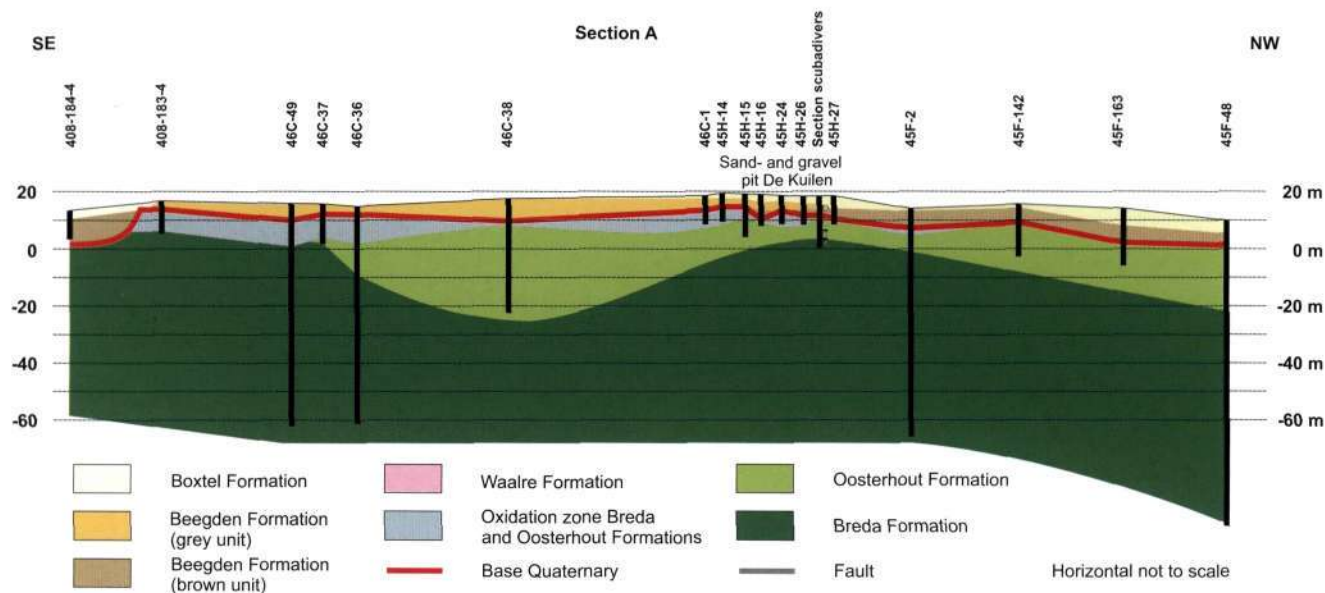 Section A
SE
NW
408-184-4
408-183-4
46C-49
46C-37
46C-36
46C-38
46C-1
45H-14
45H-15
45H-16
45H-24
45H-26
Section scubadivers
45H-27
45F-2
45F-142
45F-163
45F-48
Sand- and gravel
pit De Kuilen
20
20 m
0
0 m
-20
-20 m
-40
-40 m
-60
-60 m
Boxtel Formation
Waalre Formation
Oosterhout Formation
Beegden Formation
(grey unit)
Oxidation zone Breda
and Oosterhout Formations
Breda Formation
Beegden Formation
(brown unit)
Base Quaternary
Fault
Horizontal not to scale